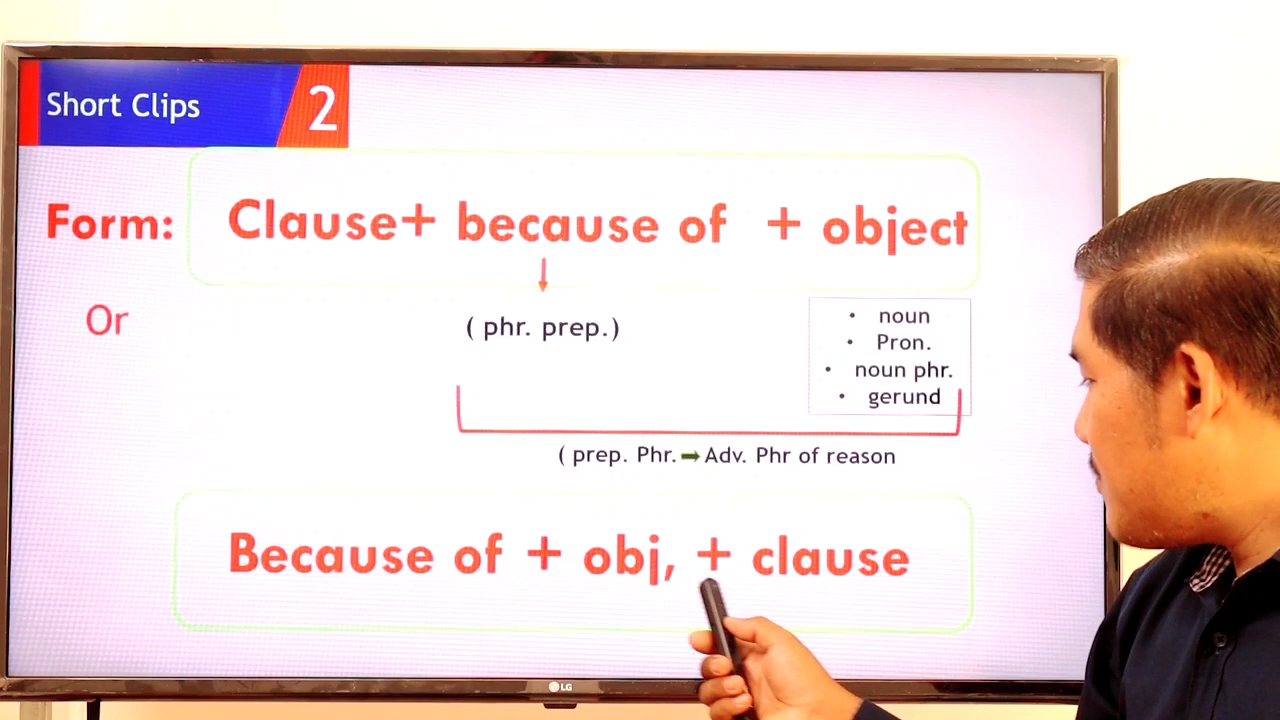 Short Clips 2
Form: Clause+ because of + object
Or
( phr. prep.)
• noun
• Pron.
• noun phr.
• gerund
( prep. Phr.➡Adv. Phr of reason
Because of + obj, + clause
LG